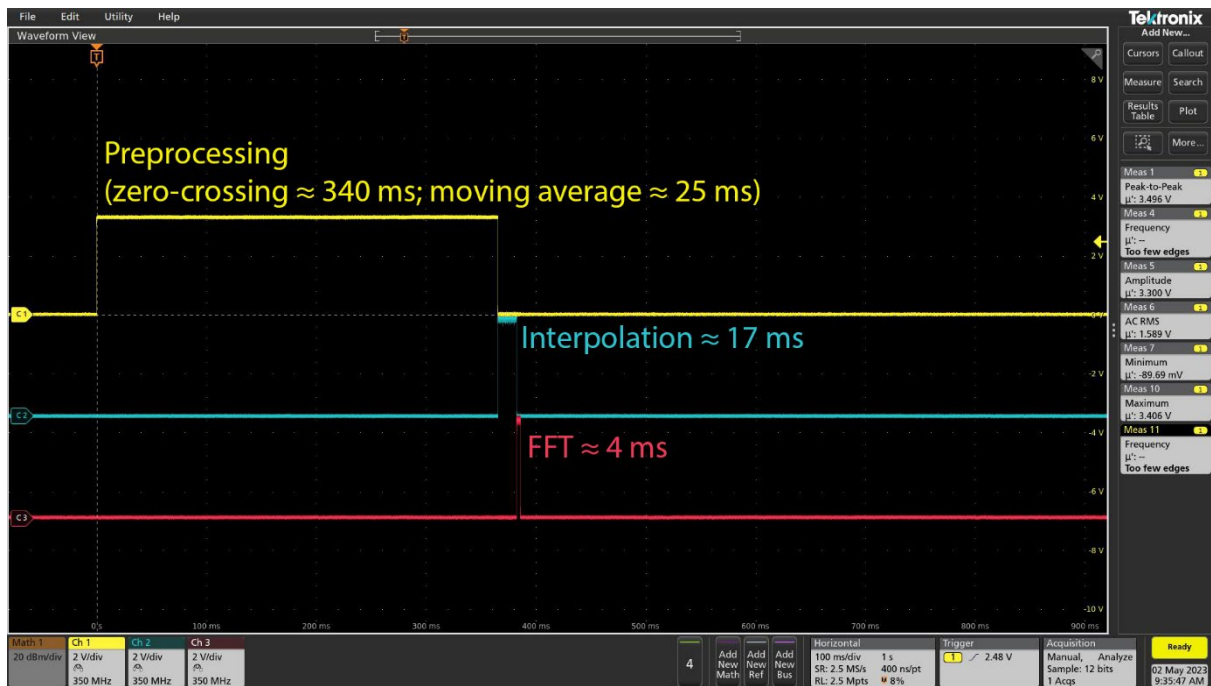 File Edit Utility Help
Tektronix
Waveform View
Add New...
T
T
Cursors Callout
Measure Search
Results Table Plot
More...
8 V
6 V
4 V
2 V
0 V
-2 V
-4 V
-6 V
-8 V
-10 V
Preprocessing
(zero-crossing ≈ 340 ms; moving average ≈ 25 ms)
C1
Interpolation ≈ 17 ms
C2
FFT ≈ 4 ms
C3
Meas 1 1
Peak-to-Peak
µ': 3.496 V
Meas 4 1
Frequency
µ': --
Too few edges
Meas 5 1
Amplitude
µ': 3.300 V
Meas 6 1
AC RMS
µ': 1.589 V
Meas 7 1
Minimum
µ': -89.69 mV
Meas 10 1
Maximum
µ': 3.406 V
Meas 11 1
Frequency
µ': --
Too few edges
0 s 100 ms 200 ms 300 ms 400 ms 500 ms 600 ms 700 ms 800 ms 900 ms
Math 1
20 dBm/div
Ch 1
2 V/div
350 MHz
Ch 2
2 V/div
350 MHz
Ch 3
2 V/div
350 MHz
4
Add New Math
Add New Ref
Add New Bus
Horizontal
100 ms/div 1 s
SR: 2.5 MS/s 400 ns/pt
RL: 2.5 Mpts 8%
Trigger
1 2.48 V
Acquisition
Manual, Analyze
Sample: 12 bits
1 Acqs
Ready
02 May 2023
9:35:47 AM